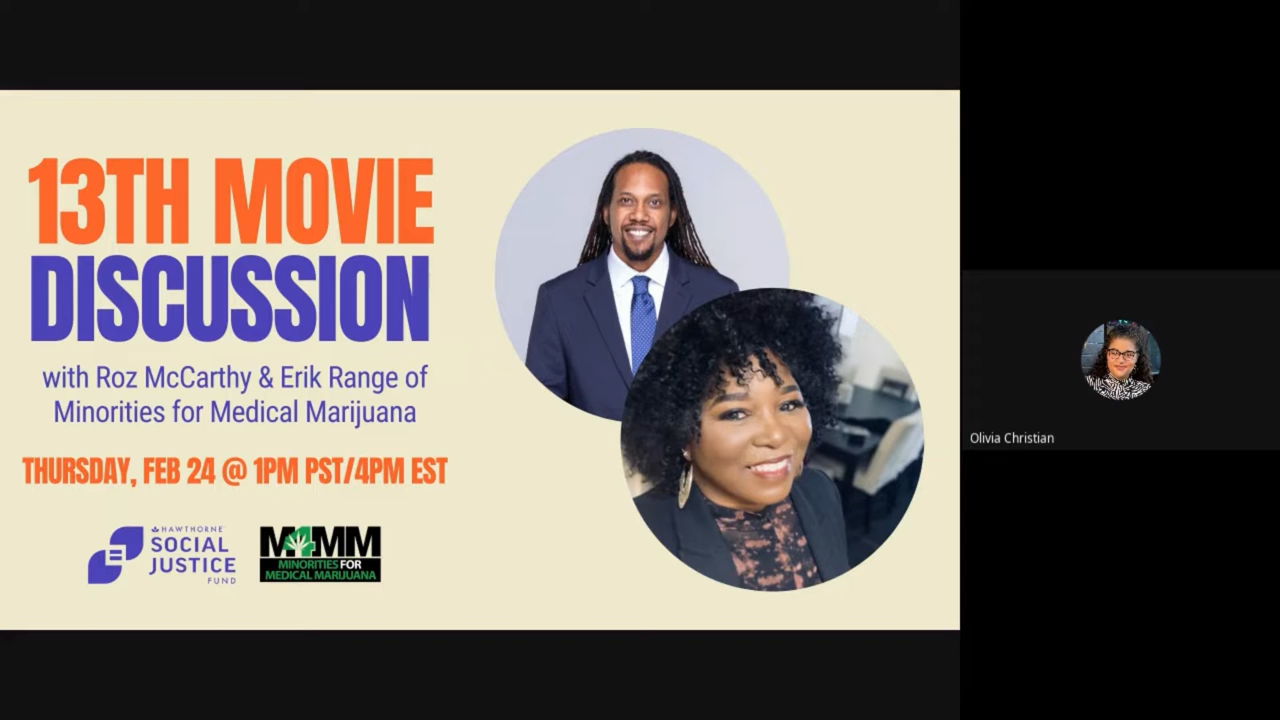 13TH MOVIE
DISCUSSION
with Roz McCarthy & Erik Range of
Minorities for Medical Marijuana
THURSDAY, FEB 24 @ 1PM PST/4PM EST
HAWTHORNE
SOCIAL
JUSTICE
FUND
M4MM
MINORITIES FOR
MEDICAL MARIJUANA
Olivia Christian